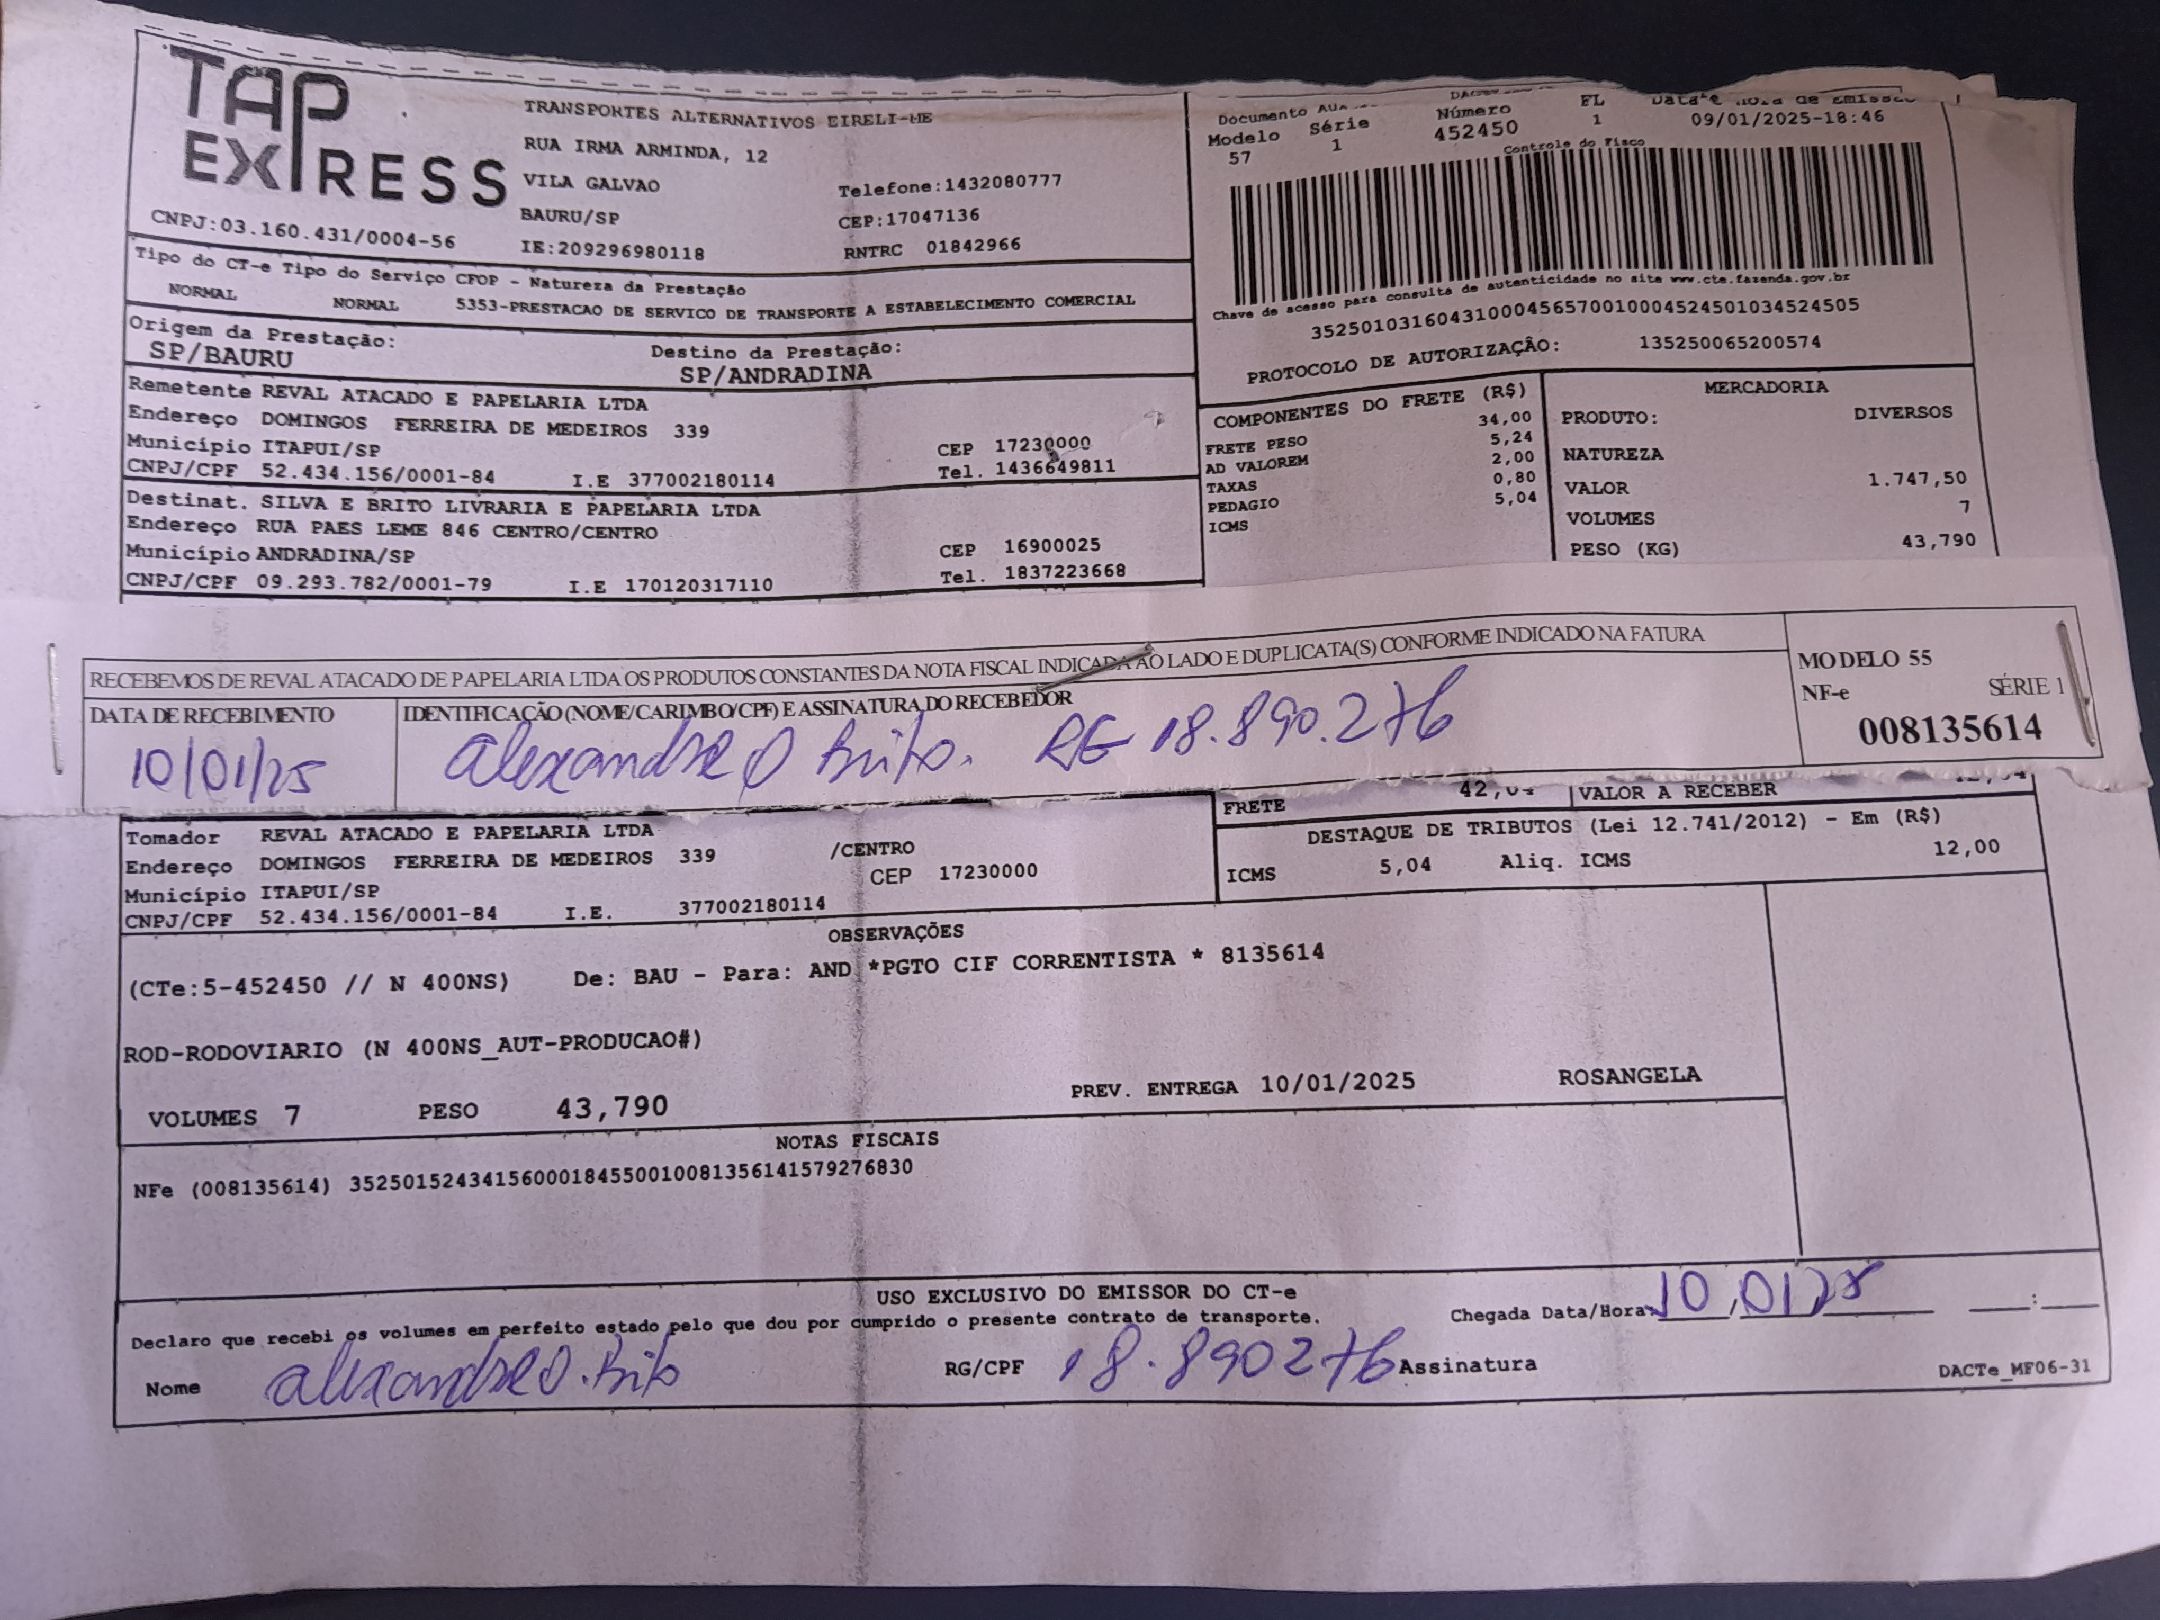 TAP
EXPRESS
TRANSPORTES ALTERNATIVOS EIRELI-ME
RUA IRMA ARMINDA, 12
VILA GALVAO Telefone:1432080777
BAURU/SP CEP:17047136
CNPJ:03.160.431/0004-56 IE:209296980118 RNTRC 01842966
Documento
Modelo Série Número FL Data e Hora de Emissão
57 1 452450 1 09/01/2025-18:46
Controle do Fisco
Chave de acesso para consulta de autenticidade no site www.cte.fazenda.gov.br
35250103160431000456570010004524501034524505
PROTOCOLO DE AUTORIZAÇÃO: 135250065200574
Tipo do CT-e Tipo do Serviço CFOP - Natureza da Prestação
NORMAL NORMAL 5353-PRESTACAO DE SERVICO DE TRANSPORTE A ESTABELECIMENTO COMERCIAL
Origem da Prestação: Destino da Prestação:
SP/BAURU SP/ANDRADINA
Remetente REVAL ATACADO E PAPELARIA LTDA
Endereço DOMINGOS FERREIRA DE MEDEIROS 339
Município ITAPUI/SP CEP 17230000
CNPJ/CPF 52.434.156/0001-84 I.E 377002180114 Tel. 1436649811
Destinat. SILVA E BRITO LIVRARIA E PAPELARIA LTDA
Endereço RUA PAES LEME 846 CENTRO/CENTRO
Município ANDRADINA/SP CEP 16900025
CNPJ/CPF 09.293.782/0001-79 I.E 170120317110 Tel. 1837223668
COMPONENTES DO FRETE (R$)
FRETE PESO 34,00
AD VALOREM 5,24
TAXAS 2,00
PEDAGIO 0,80
ICMS 5,04
MERCADORIA
PRODUTO: DIVERSOS
NATUREZA
VALOR 1.747,50
VOLUMES 7
PESO (KG) 43,790
RECEBEMOS DE REVAL ATACADO DE PAPELARIA LTDA OS PRODUTOS CONSTANTES DA NOTA FISCAL INDICADA AO LADO E DUPLICATA(S) CONFORME INDICADO NA FATURA
DATA DE RECEBIMENTO IDENTIFICAÇÃO (NOME/CARIMBO/CPF) E ASSINATURA DO RECEBEDOR
10/01/25 Alexandre O Brito. RG 18.890.276
MODELO 55
NF-e SÉRIE 1
008135614
FRETE 42,04 VALOR A RECEBER
DESTAQUE DE TRIBUTOS (Lei 12.741/2012) - Em (R$)
ICMS 5,04 Aliq. ICMS 12,00
Tomador REVAL ATACADO E PAPELARIA LTDA
Endereço DOMINGOS FERREIRA DE MEDEIROS 339 /CENTRO
Município ITAPUI/SP CEP 17230000
CNPJ/CPF 52.434.156/0001-84 I.E. 377002180114
OBSERVAÇÕES
(CTe:5-452450 // N 400NS) De: BAU - Para: AND *PGTO CIF CORRENTISTA * 8135614
ROD-RODOVIARIO (N 400NS_AUT-PRODUCAO#)
VOLUMES 7 PESO 43,790 PREV. ENTREGA 10/01/2025 ROSANGELA
NOTAS FISCAIS
NFe (008135614) 35250152434156000184550010081356141579276830
USO EXCLUSIVO DO EMISSOR DO CT-e
Declaro que recebi os volumes em perfeito estado pelo que dou por cumprido o presente contrato de transporte. Chegada Data/Hora 10/01/25 :
Nome Alexandre O. Brito RG/CPF 18.890276 Assinatura
DACTe_MF06-31